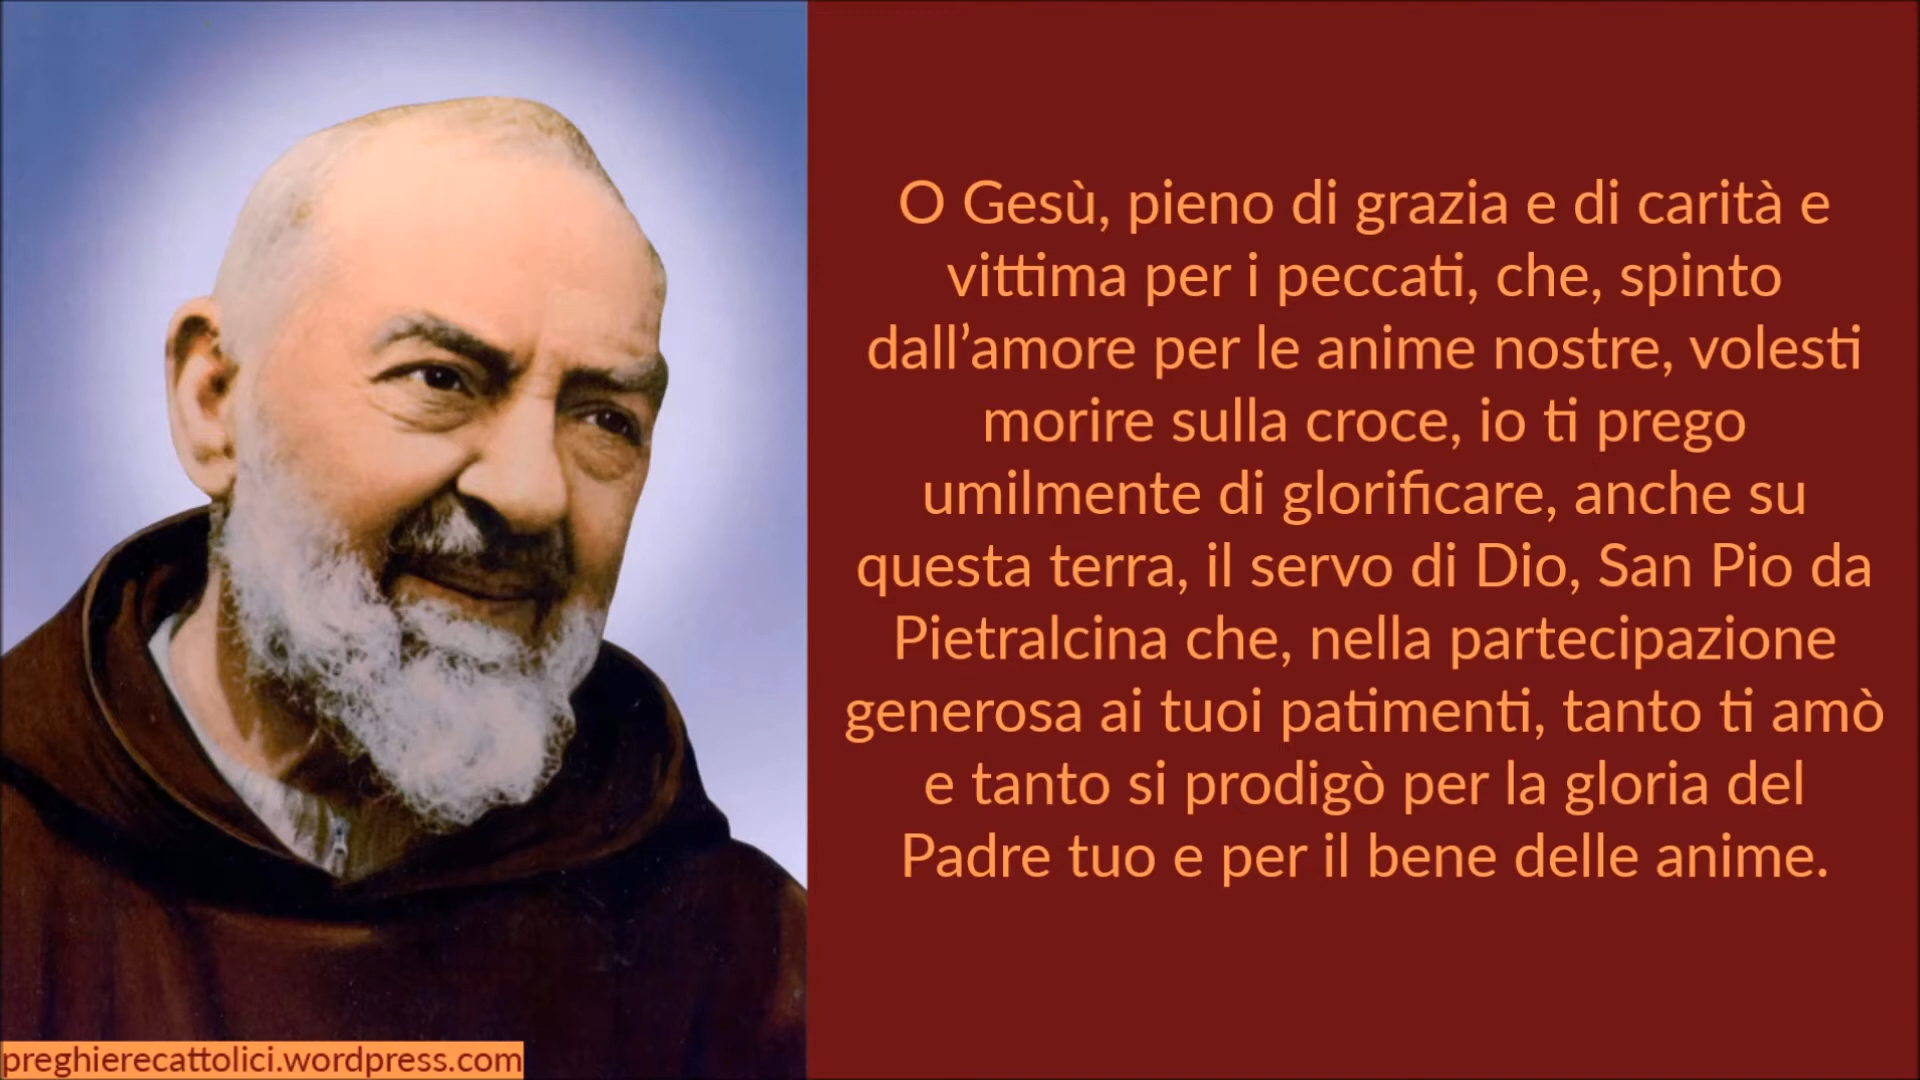 O Gesù, pieno di grazia e di carità e
vittima per i peccati, che, spinto
dall’amore per le anime nostre, volesti
morire sulla croce, io ti prego
umilmente di glorificare, anche su
questa terra, il servo di Dio, San Pio da
Pietralcina che, nella partecipazione
generosa ai tuoi patimenti, tanto ti amò
e tanto si prodigò per la gloria del
Padre tuo e per il bene delle anime.
preghierecattolici.wordpress.com